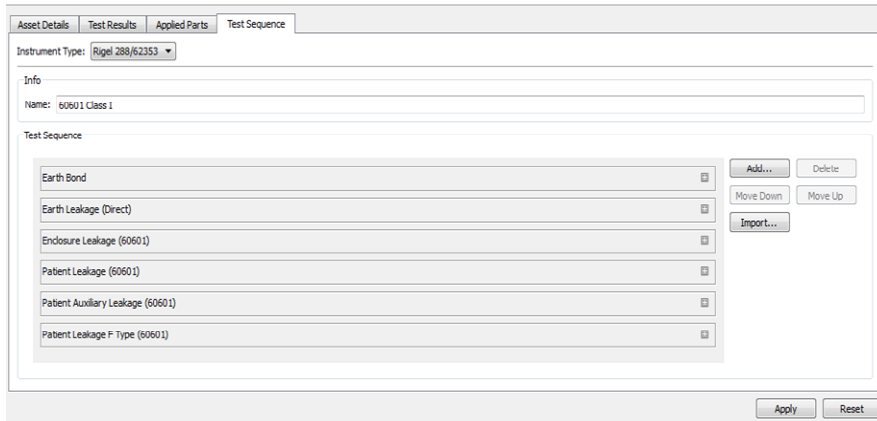 Asset Details Test Results Applied Parts Test Sequence
Instrument Type: Rigel 288/62353
Info
Name: 60601 Class I
Test Sequence
Earth Bond
Add... Delete
Earth Leakage (Direct)
Move Down Move Up
Import...
Enclosure Leakage (60601)
Patient Leakage (60601)
Patient Auxiliary Leakage (60601)
Patient Leakage F Type (60601)
Apply Reset